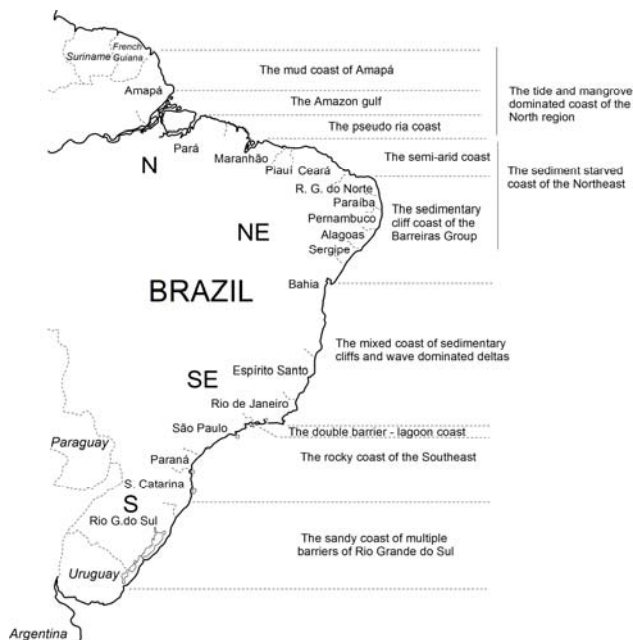 French
Suriname Guiana
The mud coast of Amapá
Amapá
The Amazon gulf
The tide and mangrove
dominated coast of the
North region
The pseudo ria coast
Pará
N
Maranhão
Piauí
Ceará
The semi-arid coast
The sediment starved
coast of the Northeast
R. G. do Norte
Paraíba
Pernambuco
Alagoas
Sergipe
The sedimentary
cliff coast of the
Barreiras Group
NE
Bahia
BRAZIL
The mixed coast of sedimentary
cliffs and wave dominated deltas
Espírito Santo
SE
Rio de Janeiro
São Paulo
The double barrier - lagoon coast
Paraguay
Paraná
The rocky coast of the Southeast
S. Catarina
S
Rio G.do Sul
The sandy coast of multiple
barriers of Rio Grande do Sul
Uruguay
Argentina